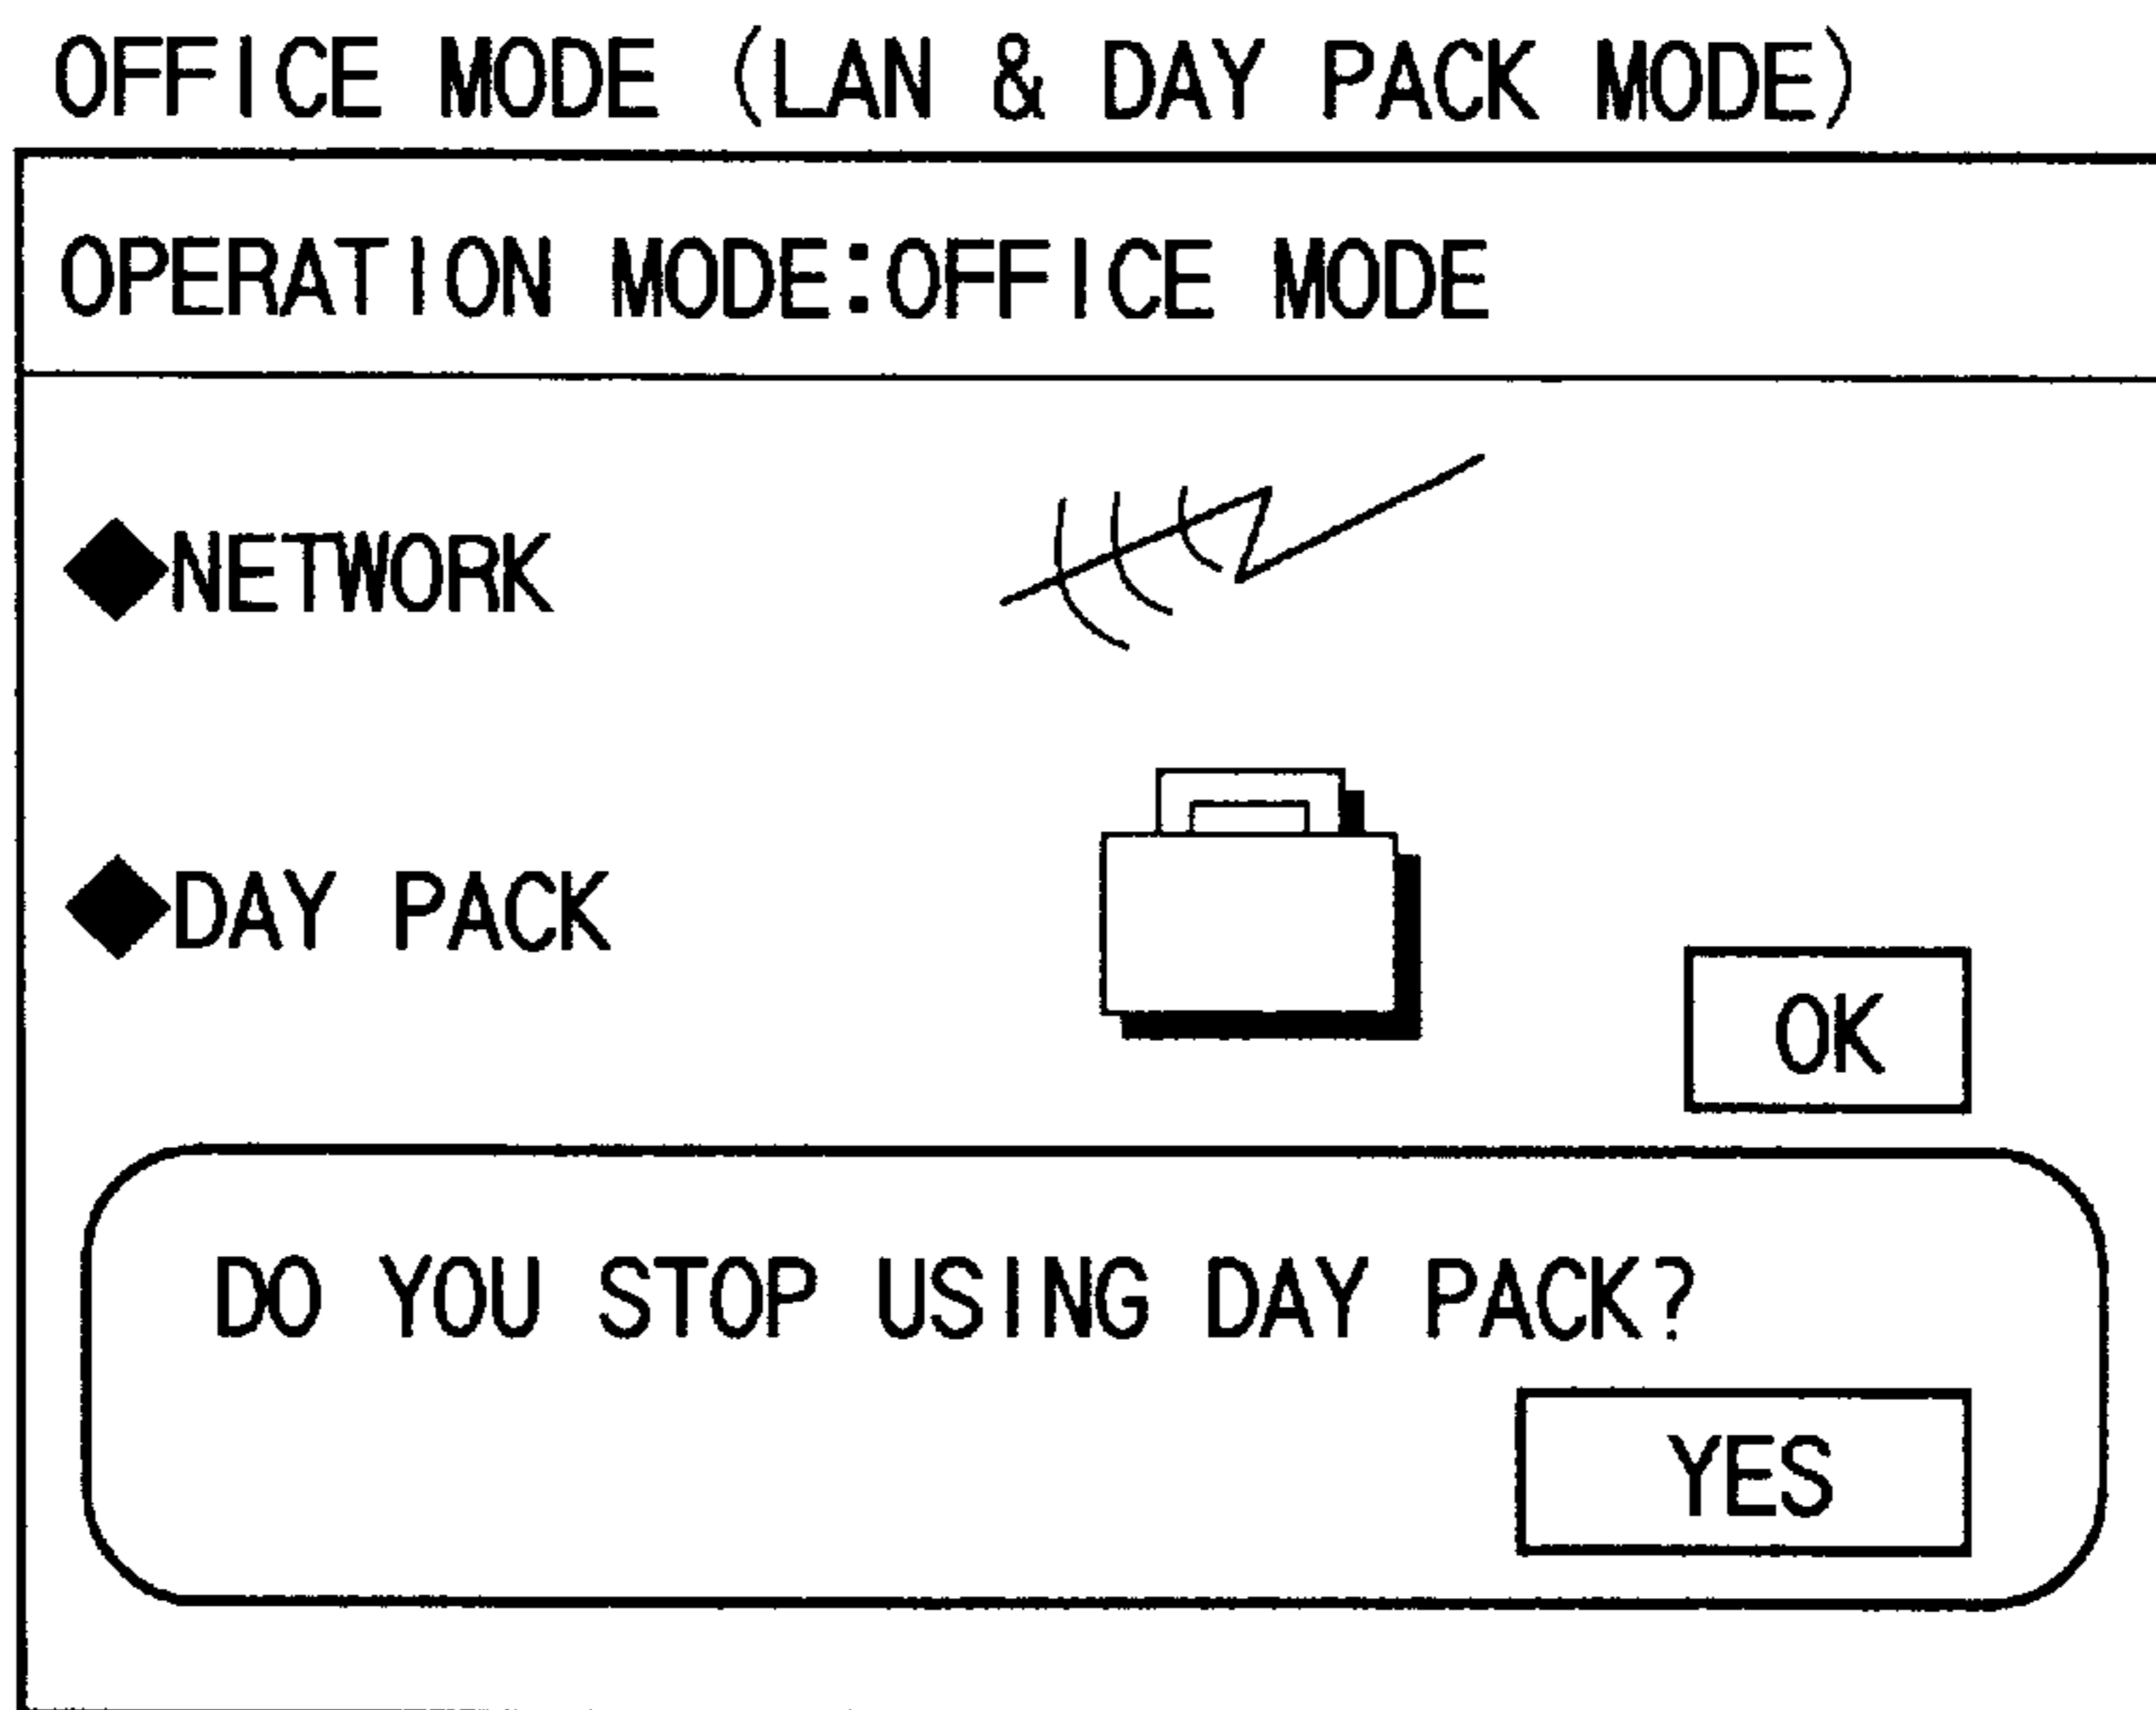 OFFICE MODE (LAN & DAY PACK MODE)
OPERATION MODE:OFFICE MODE
◆NETWORK
◆DAY PACK
OK
DO YOU STOP USING DAY PACK?
YES